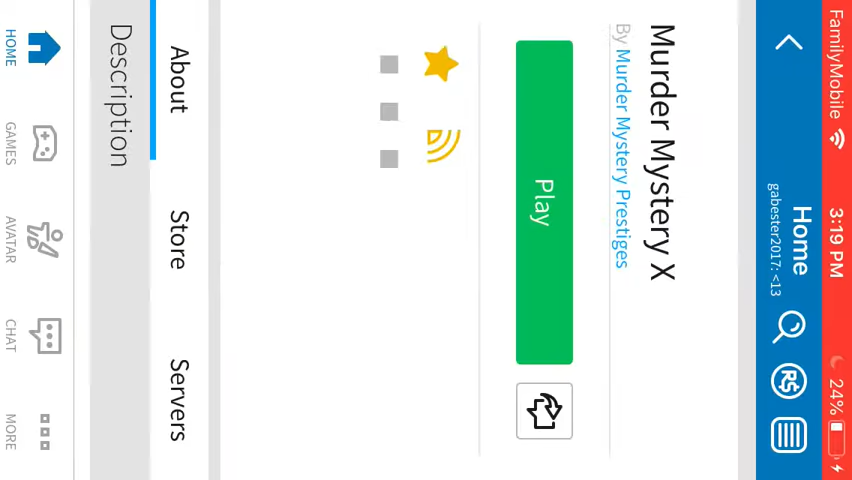 FamilyMobile 3:19 PM 24%
Home
gabester2017: <13
R$
Murder Mystery X
By Murder Mystery Prestiges
Play
About Store Servers
Description
HOME GAMES AVATAR CHAT MORE